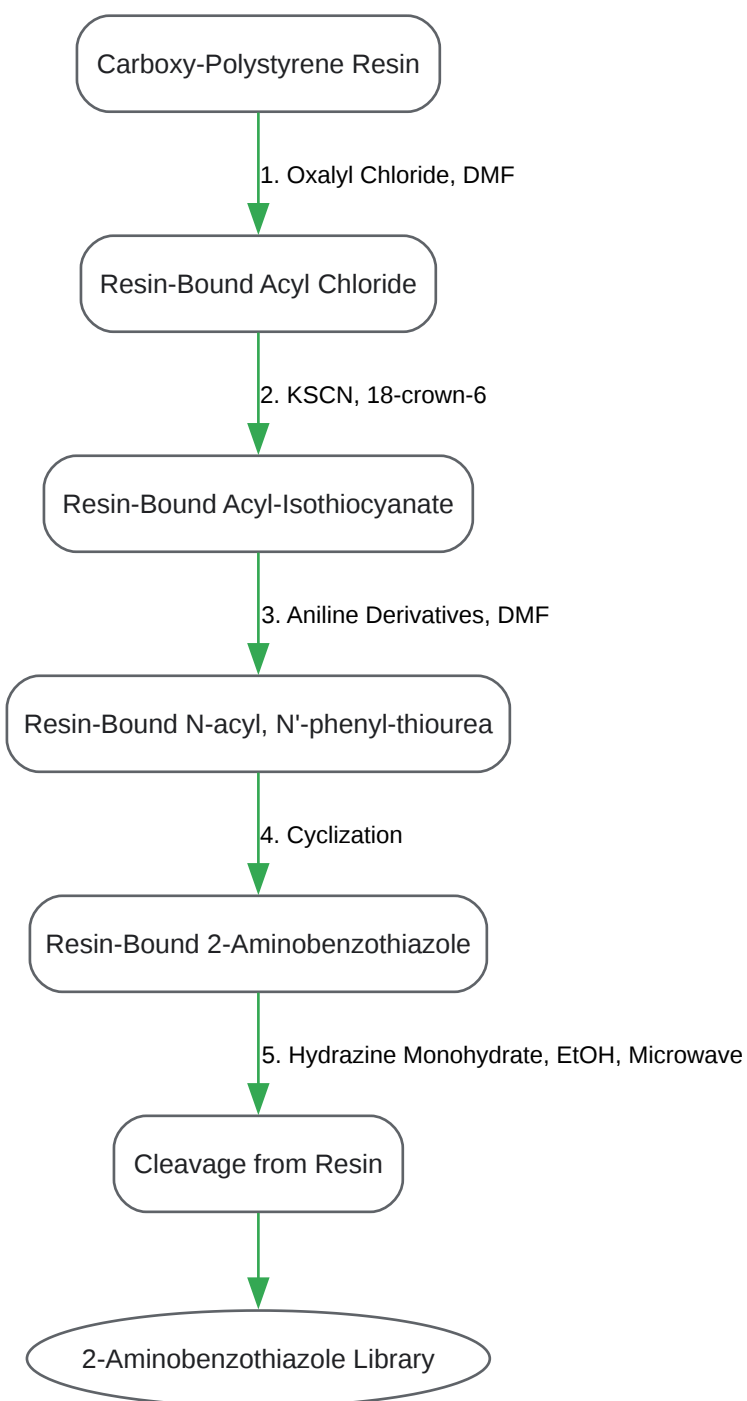 Carboxy-Polystyrene Resin
1. Oxalyl Chloride, DMF
Resin-Bound Acyl Chloride
2. KSCN, 18-crown-6
Resin-Bound Acyl-Isothiocyanate
3. Aniline Derivatives, DMF
Resin-Bound N-acyl, N'-phenyl-thiourea
4. Cyclization
Resin-Bound 2-Aminobenzothiazole
5. Hydrazine Monohydrate, EtOH, Microwave
Cleavage from Resin
2-Aminobenzothiazole Library